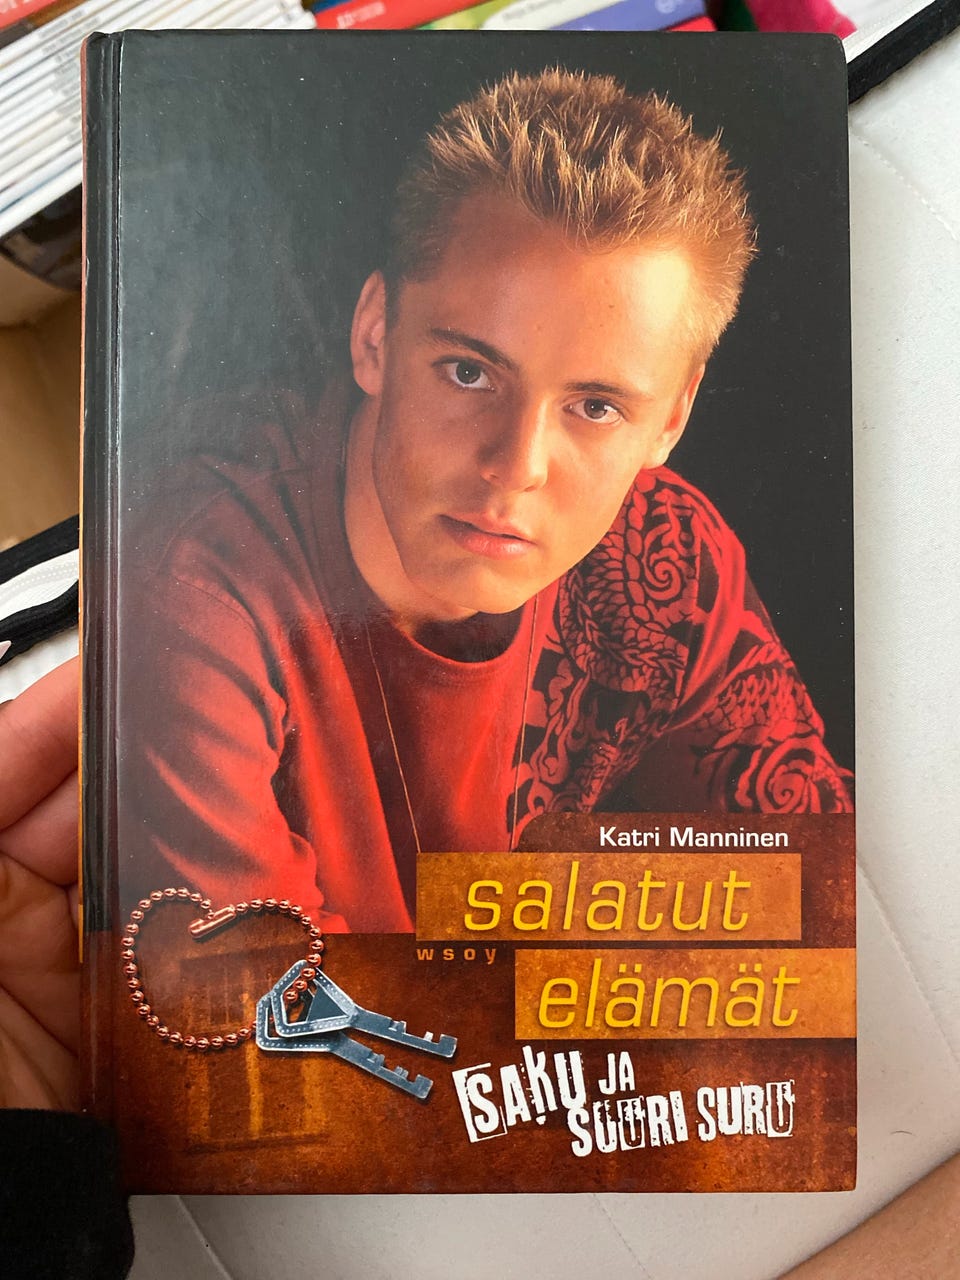 Katri Manninen
salatut
wsoy
elämät
SAKU JA
SUURI SURU